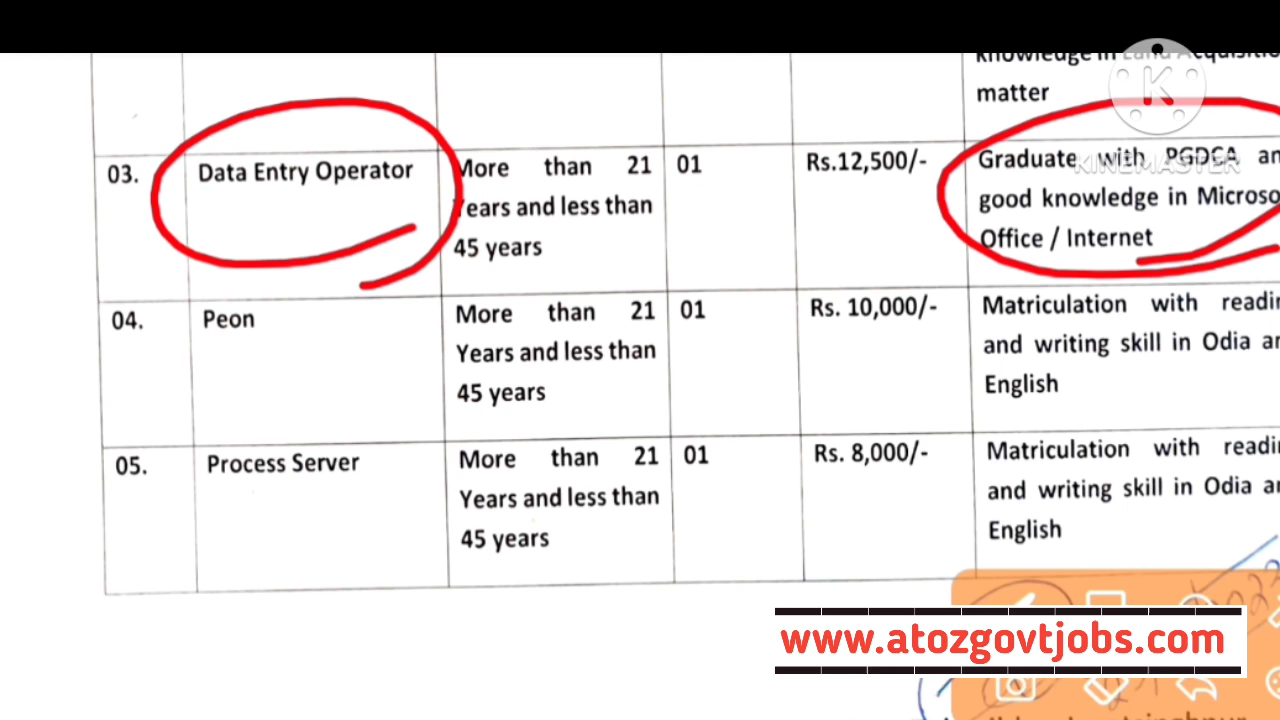 matter
03. Data Entry Operator More than 21 Years and less than 45 years 01 Rs.12,500/- Graduate with PGDCA
good knowledge in
Office / Internet
04. Peon More than 21 Years and less than 45 years 01 Rs. 10,000/- Matriculation with
and writing skill in Odia
English
05. Process Server More than 21 Years and less than 45 years 01 Rs. 8,000/- Matriculation with
and writing skill in Odia
English
K
KINEMASTER
www.atozgovtjobs.com